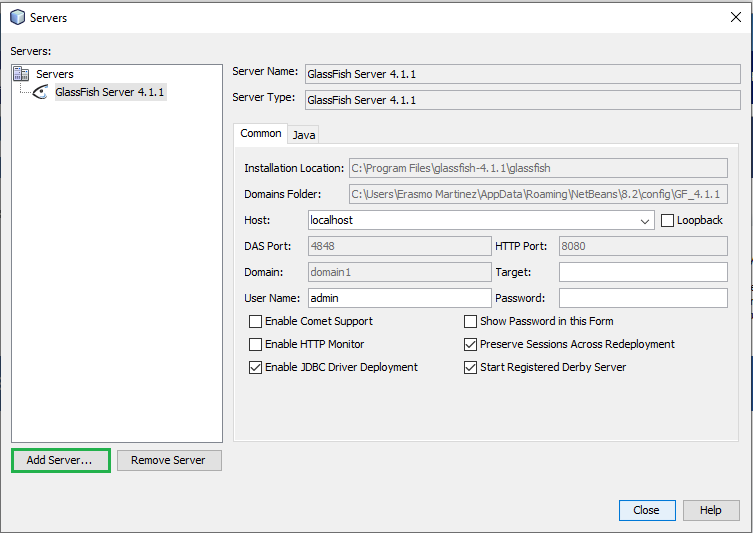 Servers
Servers:
Servers
GlassFish Server 4.1.1
Server Name: GlassFish Server 4.1.1
Server Type: GlassFish Server 4.1.1
Common Java
Installation Location: C:\Program Files\glassfish-4.1.1\glassfish
Domains Folder: C:\Users\Erasmo Martinez\AppData\Roaming\NetBeans\8.2\config\GF_4.1.1
Host: localhost Loopback
DAS Port: 4848 HTTP Port: 8080
Domain: domain1 Target:
User Name: admin Password:
Enable Comet Support Show Password in this Form
Enable HTTP Monitor Preserve Sessions Across Redeployment
Enable JDBC Driver Deployment Start Registered Derby Server
Add Server... Remove Server
Close Help